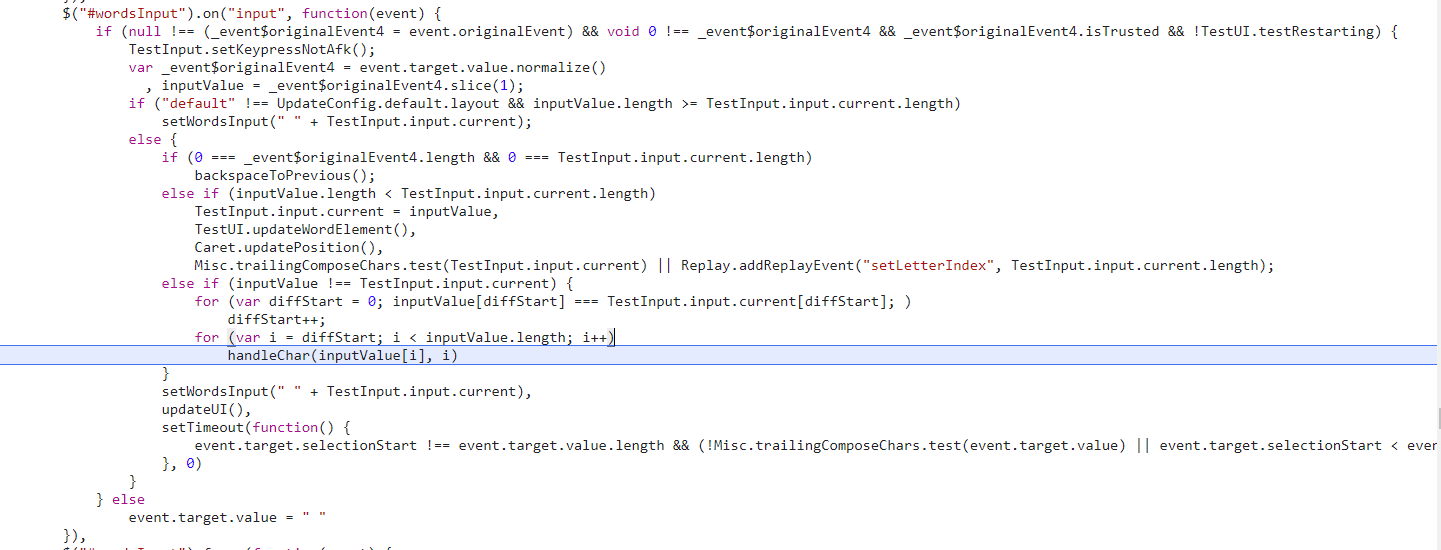 $("#wordsInput").on("input", function(event) {
if (null !== (_event$originalEvent4 = event.originalEvent) && void 0 !== _event$originalEvent4 && _event$originalEvent4.isTrusted && !TestUI.testRestarting) {
TestInput.setKeypressNotAfk();
var _event$originalEvent4 = event.target.value.normalize()
, inputValue = _event$originalEvent4.slice(1);
if ("default" !== UpdateConfig.default.layout && inputValue.length >= TestInput.input.current.length)
setWordsInput(" " + TestInput.input.current);
else {
if (0 === _event$originalEvent4.length && 0 === TestInput.input.current.length)
backspaceToPrevious();
else if (inputValue.length < TestInput.input.current.length)
TestInput.input.current = inputValue,
TestUI.updateWordElement(),
Caret.updatePosition(),
Misc.trailingComposeChars.test(TestInput.input.current) || Replay.addReplayEvent("setLetterIndex", TestInput.input.current.length);
else if (inputValue !== TestInput.input.current) {
for (var diffStart = 0; inputValue[diffStart] === TestInput.input.current[diffStart]; )
diffStart++;
for (var i = diffStart; i < inputValue.length; i++)
handleChar(inputValue[i], i)
}
setWordsInput(" " + TestInput.input.current),
updateUI(),
setTimeout(function() {
event.target.selectionStart !== event.target.value.length && (!Misc.trailingComposeChars.test(event.target.value) || event.target.selectionStart < ever
}, 0)
}
} else
event.target.value = " "
}),